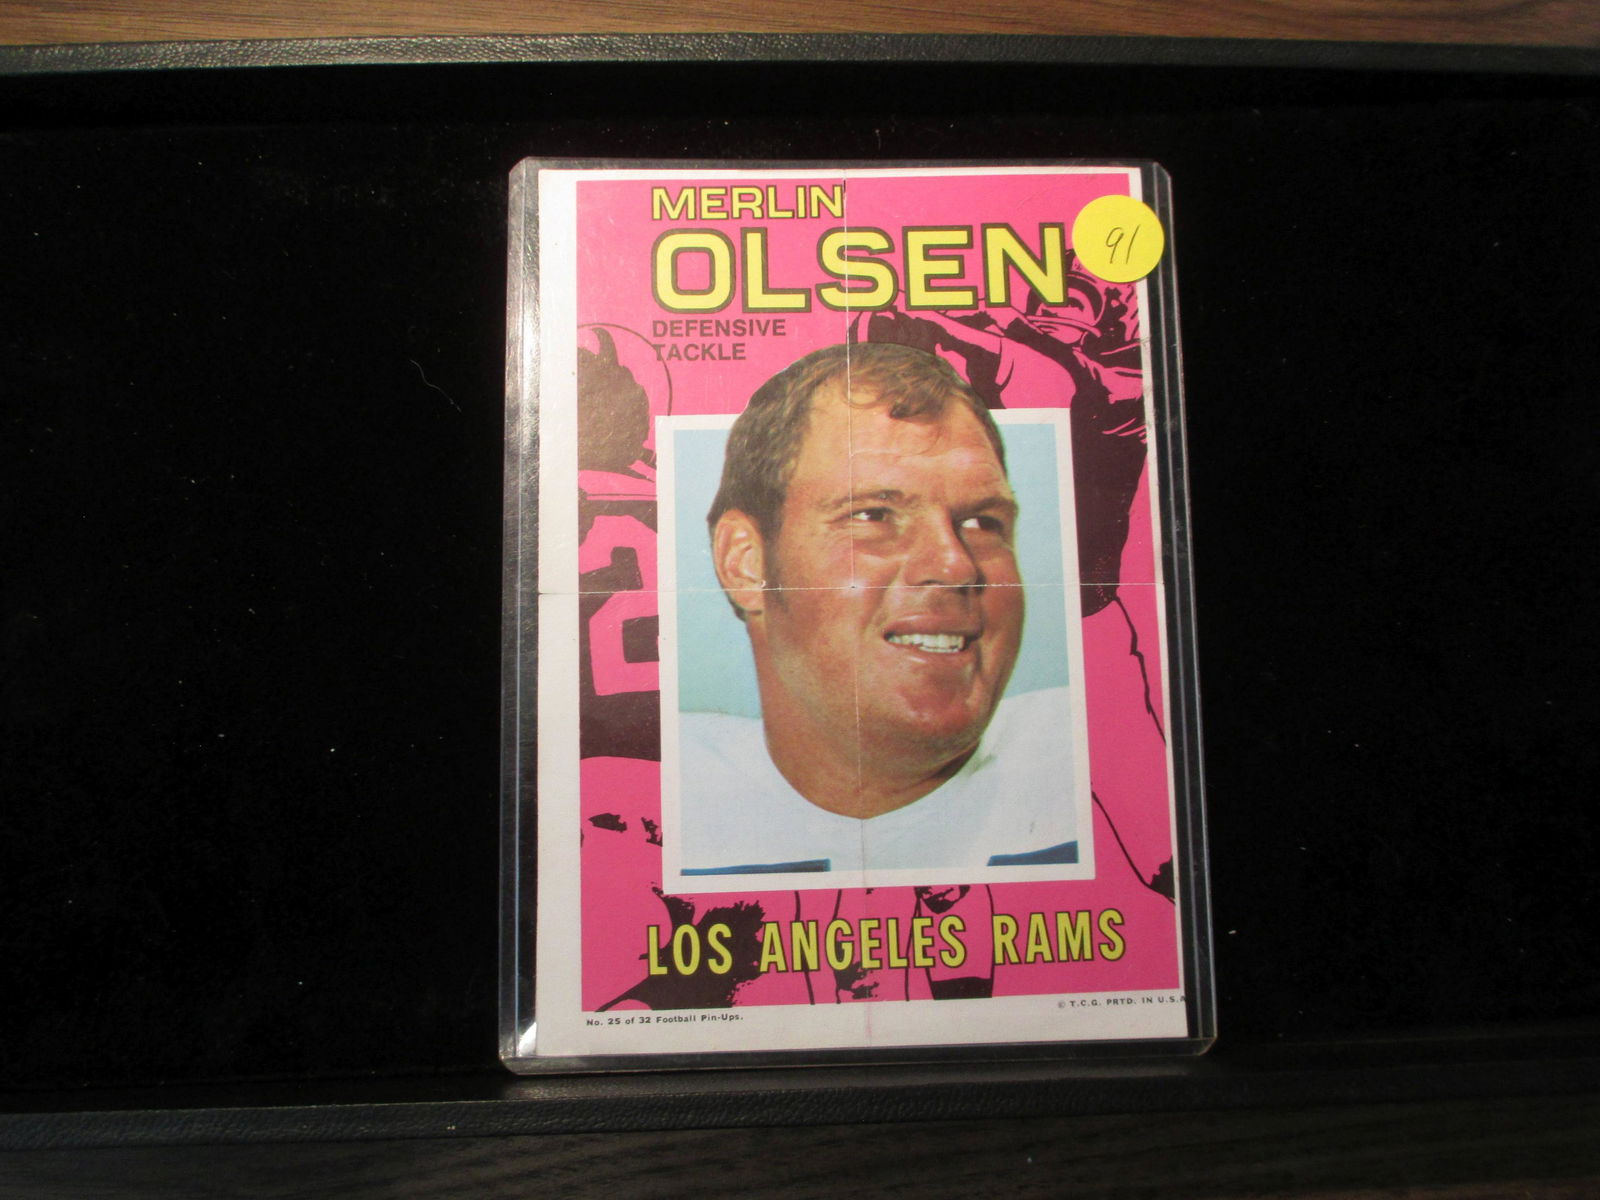 MERLIN
OLSEN
91
DEFENSIVE
TACKLE
LOS ANGELES RAMS
© T.C.G. PRTD. IN U.S.A
No. 25 of 32 Football Pin-Ups.